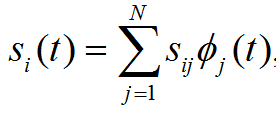 s_i(t) = \sum_{j=1}^{N} s_{ij} \phi_j(t),